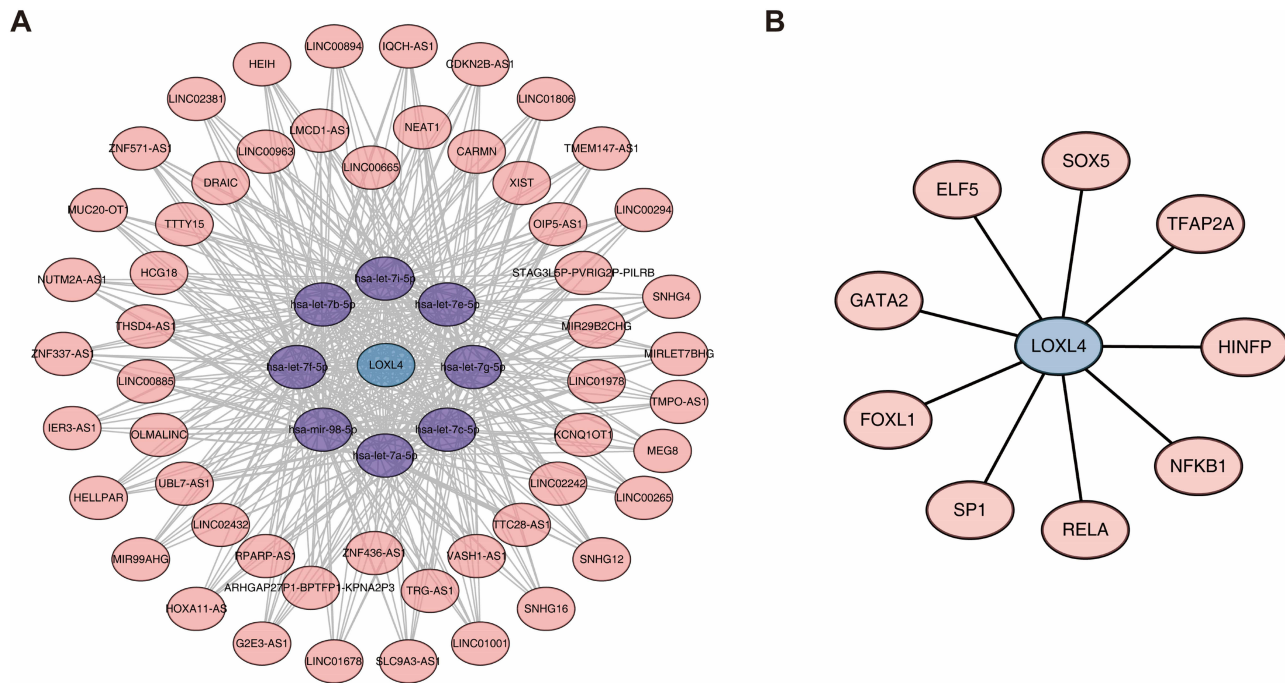 A
LINC00894
IQCH-AS1
HEIH
CDKN2B-AS1
LINC02381
LINC01806
LMCD1-AS1
NEAT1
ZNF571-AS1
LINC00963
CARMN
TMEM147-AS1
LINC00665
DRAIC
XIST
MUC20-OT1
TTTY15
OIP5-AS1
LINC00294
NUTM2A-AS1
HCG18
hsa-let-7i-5p
STAG3L5P-PVRIG2P-PILRB
SNHG4
hsa-let-7b-5p
hsa-let-7e-5p
THSD4-AS1
MIR29B2CHG
ZNF337-AS1
MIRLET7BHG
hsa-let-7f-5p
LOXL4
hsa-let-7g-5p
LINC00885
LINC01978
TMPO-AS1
IER3-AS1
OLMALINC
hsa-mir-98-5p
hsa-let-7c-5p
KCNQ1OT1
MEG8
hsa-let-7a-5p
HELLPAR
UBL7-AS1
LINC02242
LINC00265
LINC02432
TTC28-AS1
MIR99AHG
RPARP-AS1
ZNF436-AS1
VASH1-AS1
SNHG12
ARHGAP27P1-BPTFP1-KPNA2P3
TRG-AS1
HOXA11-AS
SNHG16
G2E3-AS1
LINC01001
LINC01678
SLC9A3-AS1
B
SOX5
ELF5
TFAP2A
GATA2
LOXL4
HINFP
FOXL1
NFKB1
SP1
RELA